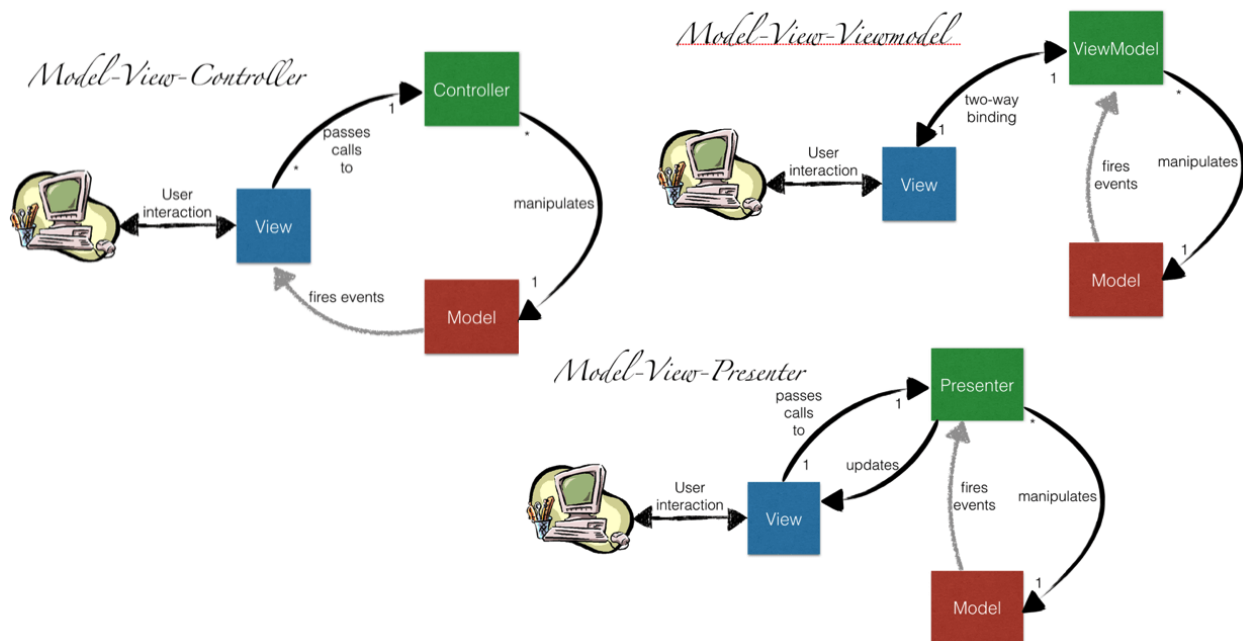 Model-View-Controller
Controller
1
passes
calls
to
*
*
User
interaction
View
manipulates
1
fires events
Model
Model-View-Viewmodel
ViewModel
1
*
two-way
binding
1
User
interaction
View
fires
events
manipulates
1
Model
Model-View-Presenter
Presenter
passes
calls
to
1
*
1
updates
User
interaction
View
fires
events
manipulates
1
Model